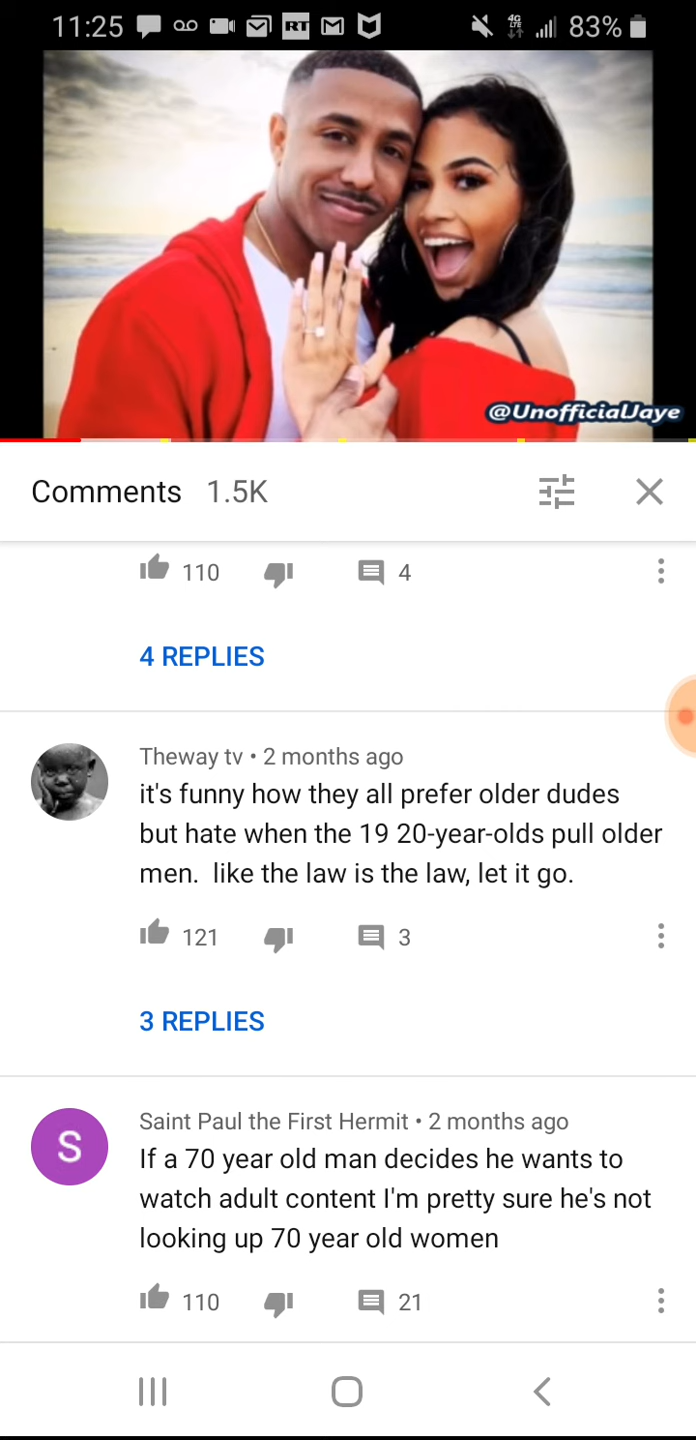 11:25
RT
4G
LTE
83%
@UnofficialJaye
Comments 1.5K
110
4
4 REPLIES
Theway tv • 2 months ago
it's funny how they all prefer older dudes
but hate when the 19 20-year-olds pull older
men.  like the law is the law, let it go.
121
3
3 REPLIES
S
Saint Paul the First Hermit • 2 months ago
If a 70 year old man decides he wants to
watch adult content I'm pretty sure he's not
looking up 70 year old women
110
21